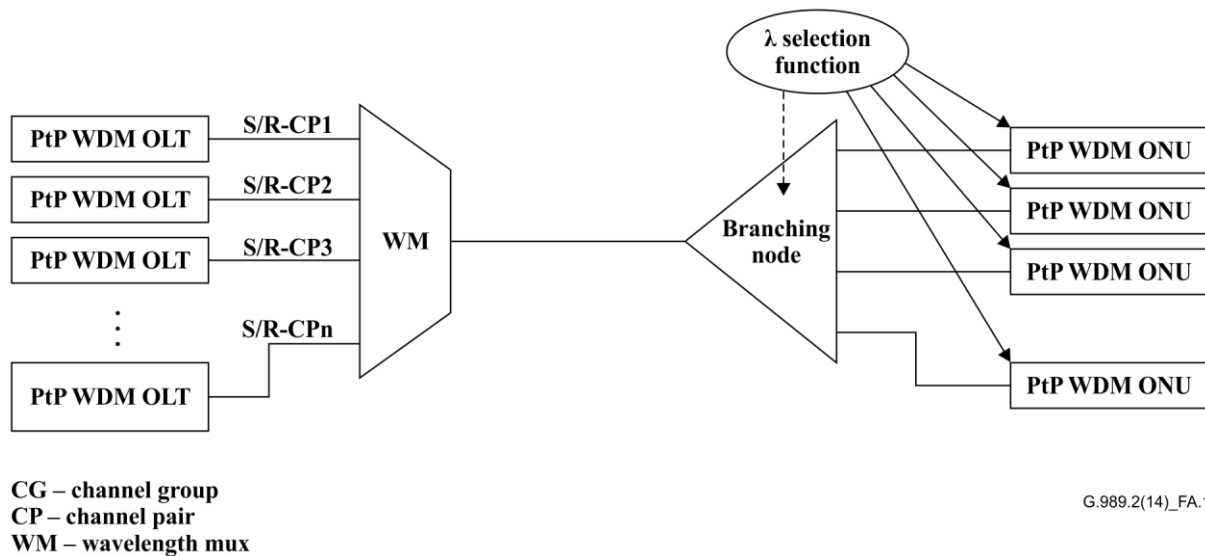 λ selection
function
S/R-CP1
PtP WDM OLT
PtP WDM ONU
S/R-CP2
PtP WDM OLT
PtP WDM ONU
S/R-CP3
WM
Branching
node
PtP WDM OLT
PtP WDM ONU
S/R-CPn
PtP WDM OLT
PtP WDM ONU
CG – channel group
CP – channel pair
WM – wavelength mux
G.989.2(14)_FA.